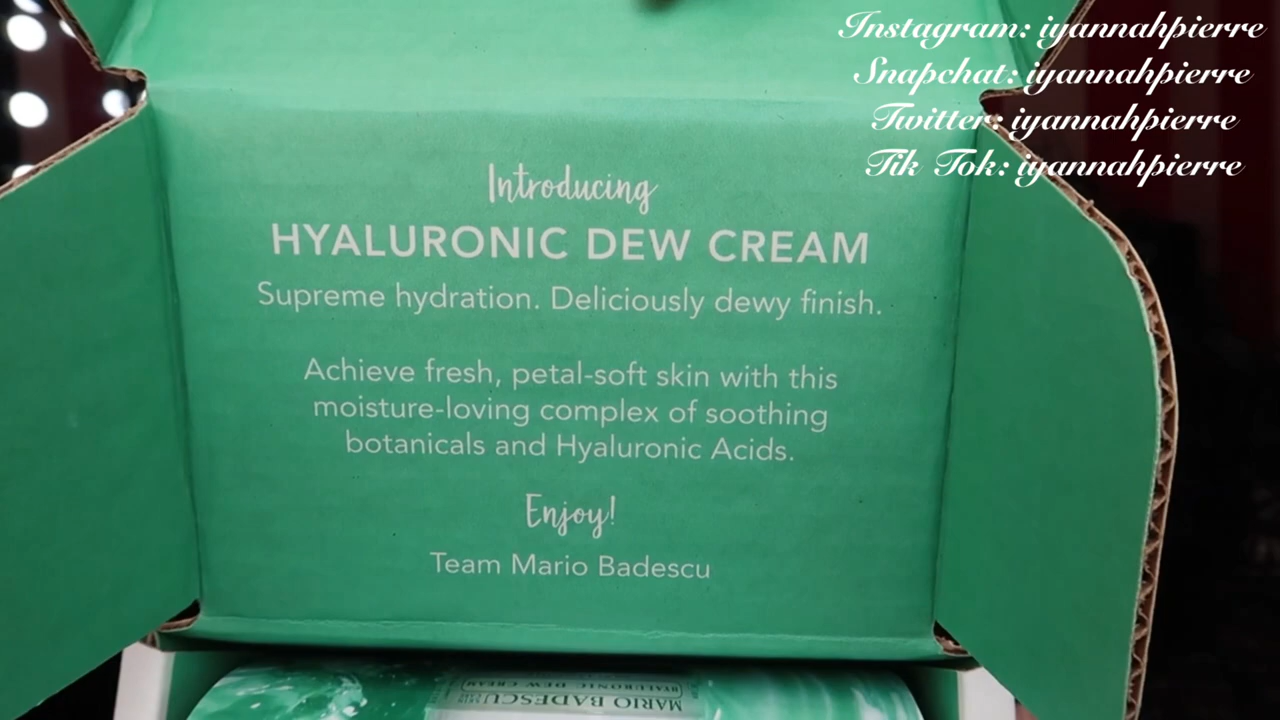 Instagram: iyannahpierre
Snapchat: iyannahpierre
Twitter: iyannahpierre
Tik Tok: iyannahpierre
Introducing
HYALURONIC DEW CREAM
Supreme hydration. Deliciously dewy finish.
Achieve fresh, petal-soft skin with this
moisture-loving complex of soothing
botanicals and Hyaluronic Acids.
Enjoy!
Team Mario Badescu
MARIO BADESCU
HYALURONIC DEW CREAM